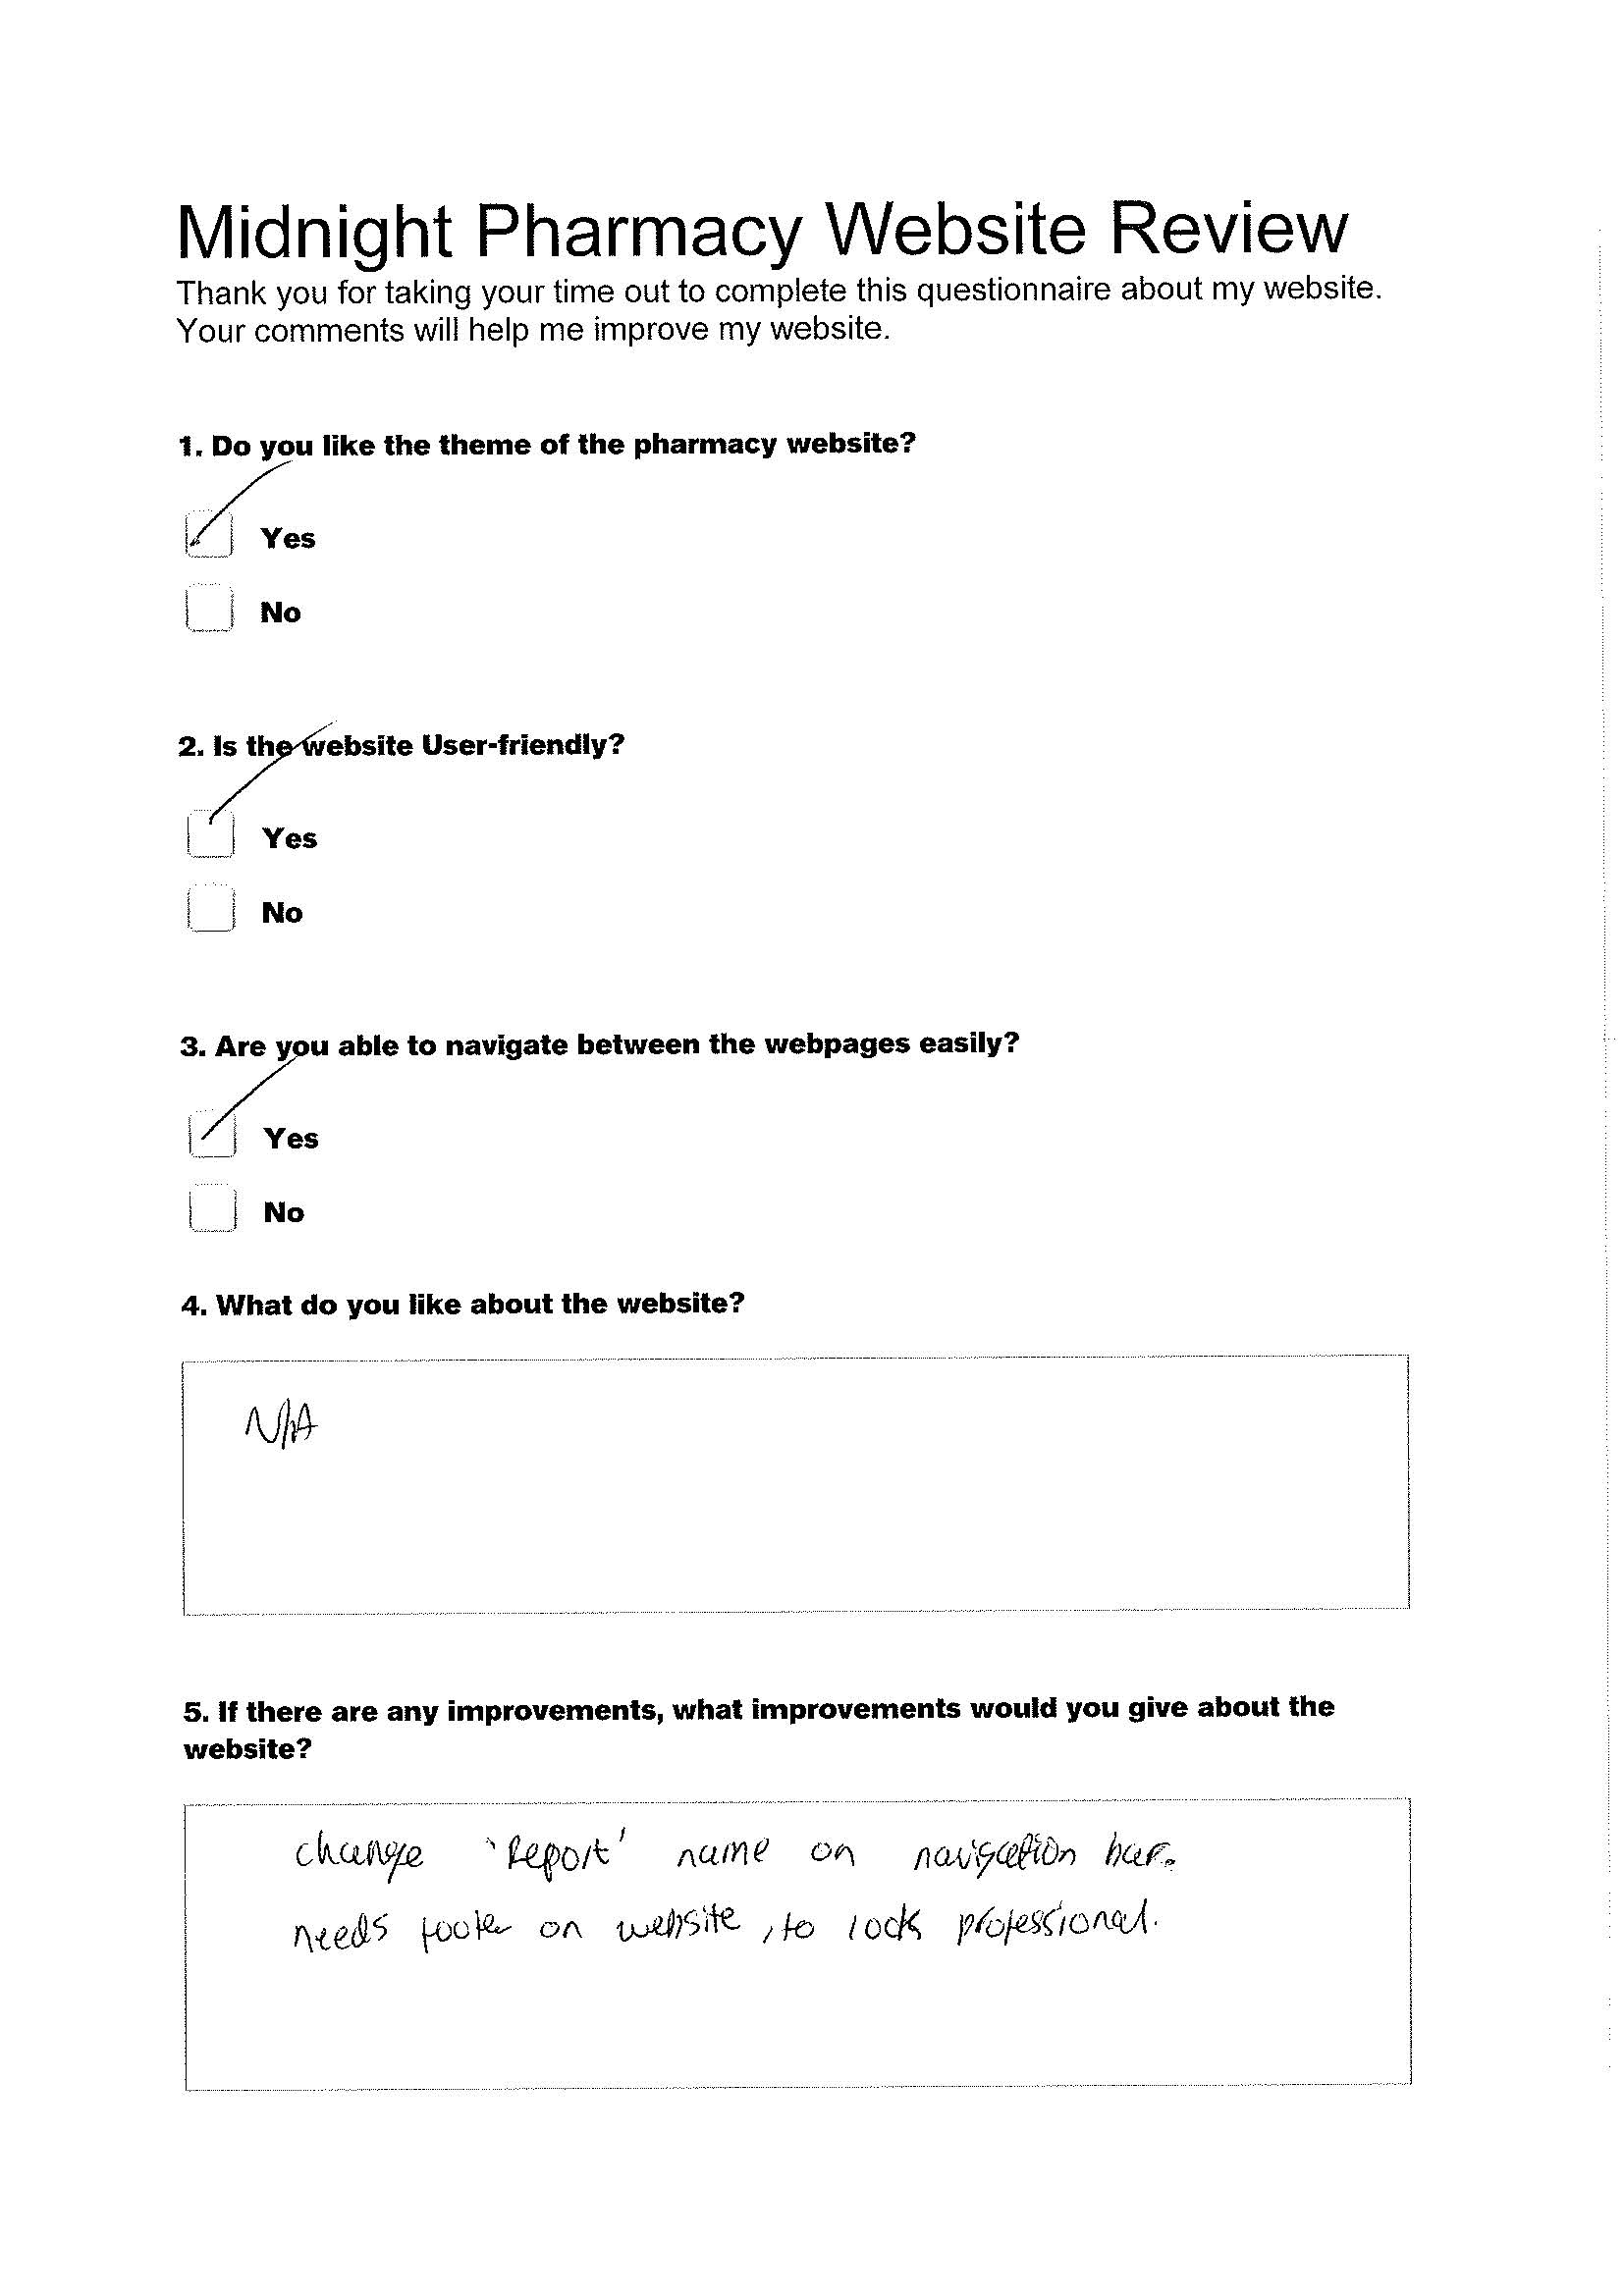 Midnight Pharmacy Website Review
Thank you for taking your time out to complete this questionnaire about my website.
Your comments will help me improve my website.
1. Do you like the theme of the pharmacy website?
Yes
No
2. Is the website User-friendly?
Yes
No
3. Are you able to navigate between the webpages easily?
Yes
No
4. What do you like about the website?
N/A
5. If there are any improvements, what improvements would you give about the
website?
change 'Report' name on navigation bar.
needs footer on website, to look professional.